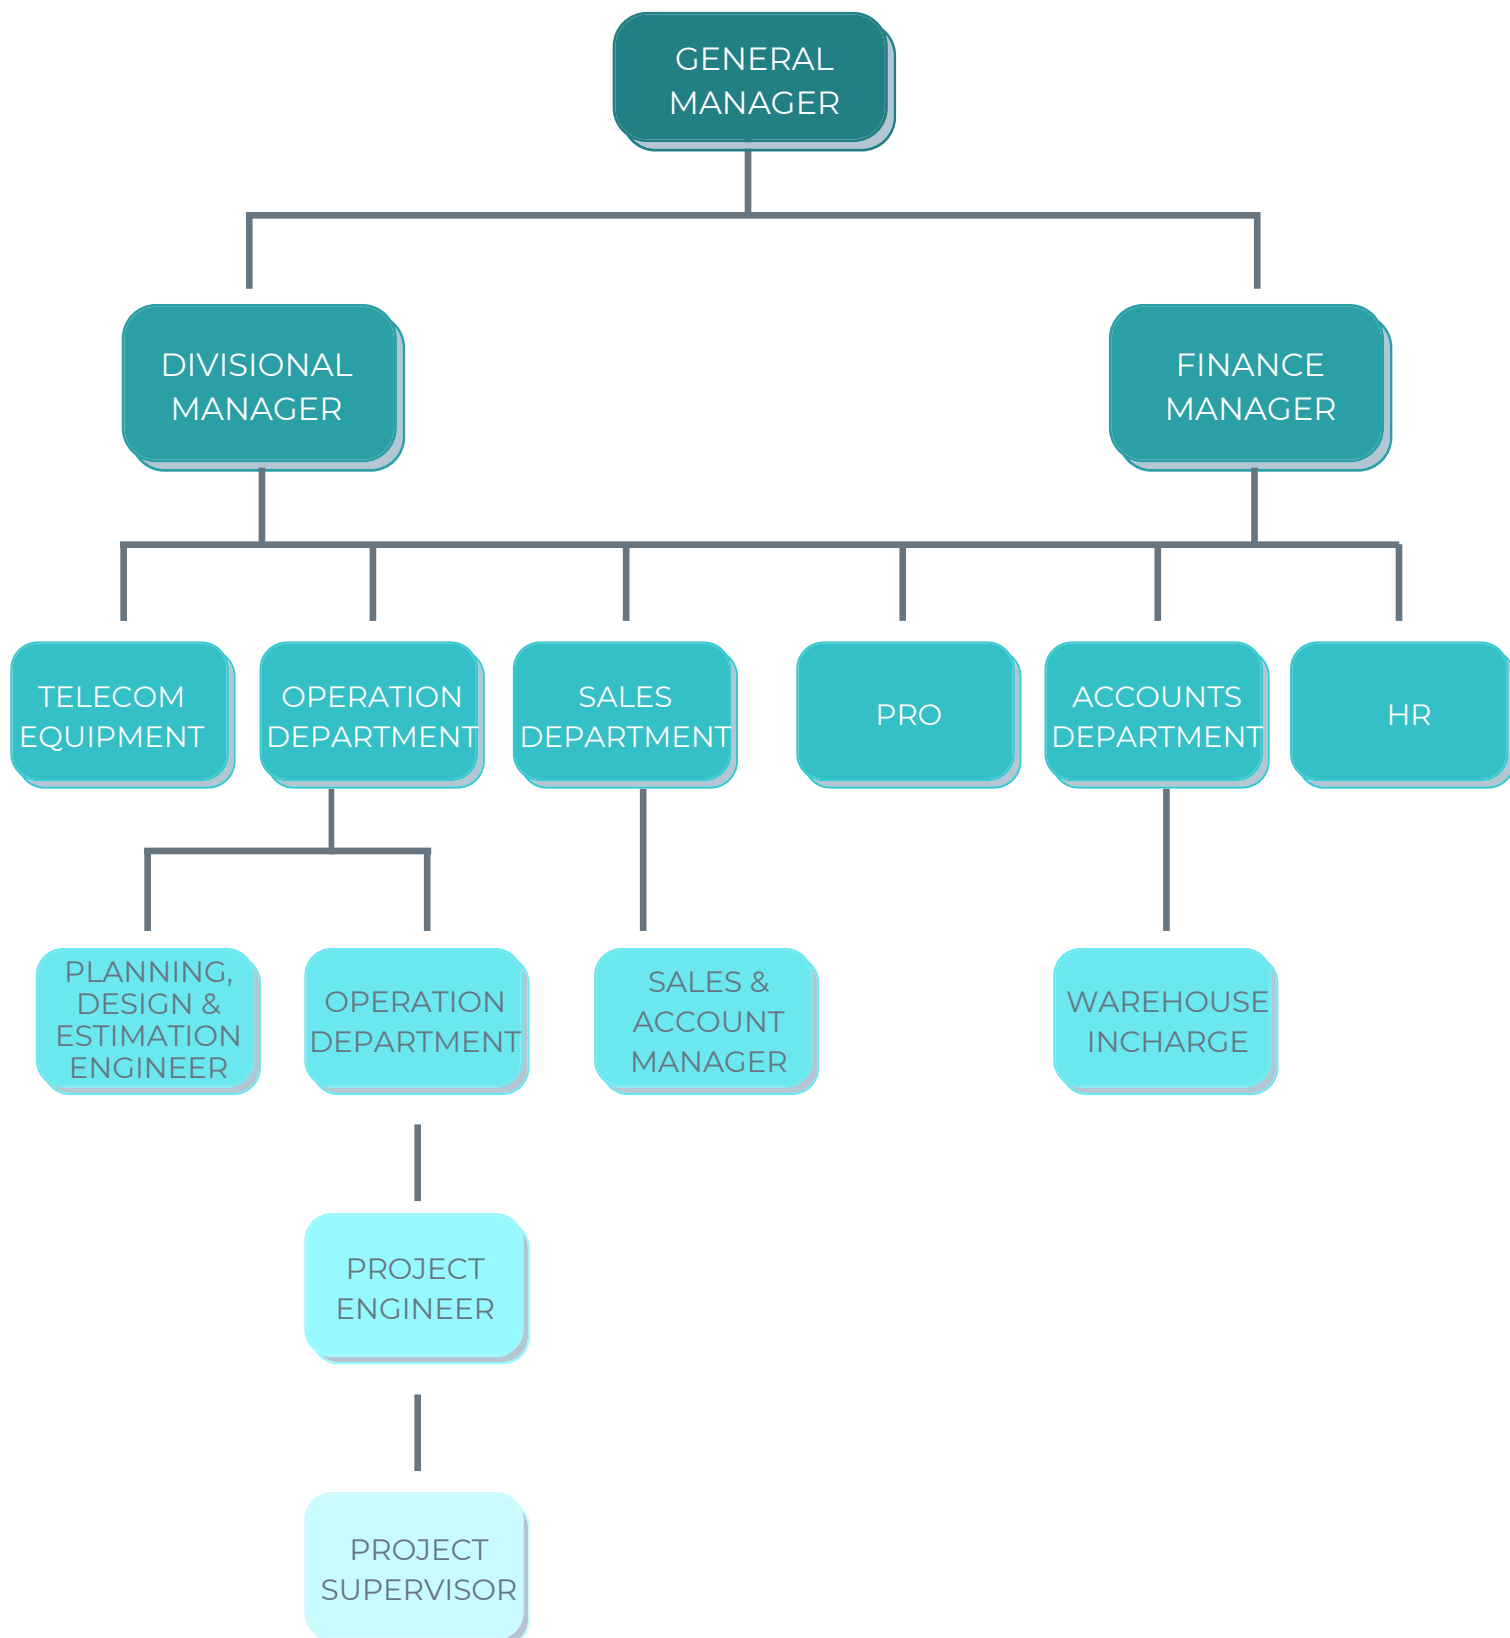 GENERAL
MANAGER
DIVISIONAL
MANAGER
FINANCE
MANAGER
TELECOM
EQUIPMENT
OPERATION
DEPARTMENT
SALES
DEPARTMENT
PRO
ACCOUNTS
DEPARTMENT
HR
PLANNING,
DESIGN &
ESTIMATION
ENGINEER
OPERATION
DEPARTMENT
SALES &
ACCOUNT
MANAGER
WAREHOUSE
INCHARGE
PROJECT
ENGINEER
PROJECT
SUPERVISOR